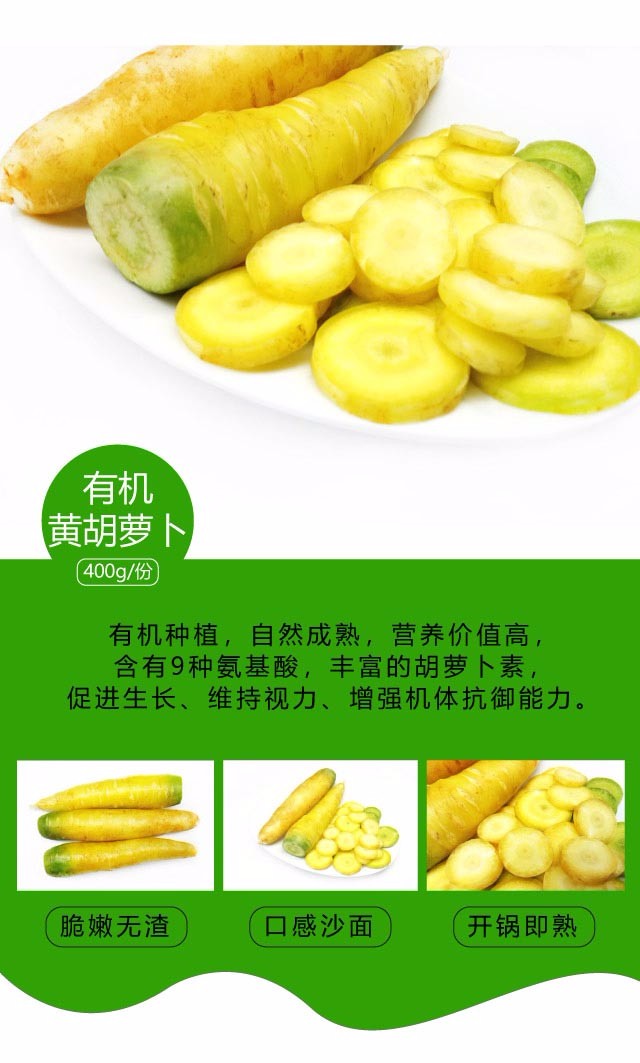 有机
黄胡萝卜
400g/份
有机种植，自然成熟，营养价值高，
含有9种氨基酸，丰富的胡萝卜素，
促进生长、维持视力、增强机体抗御能力。
脆嫩无渣
口感沙面
开锅即熟